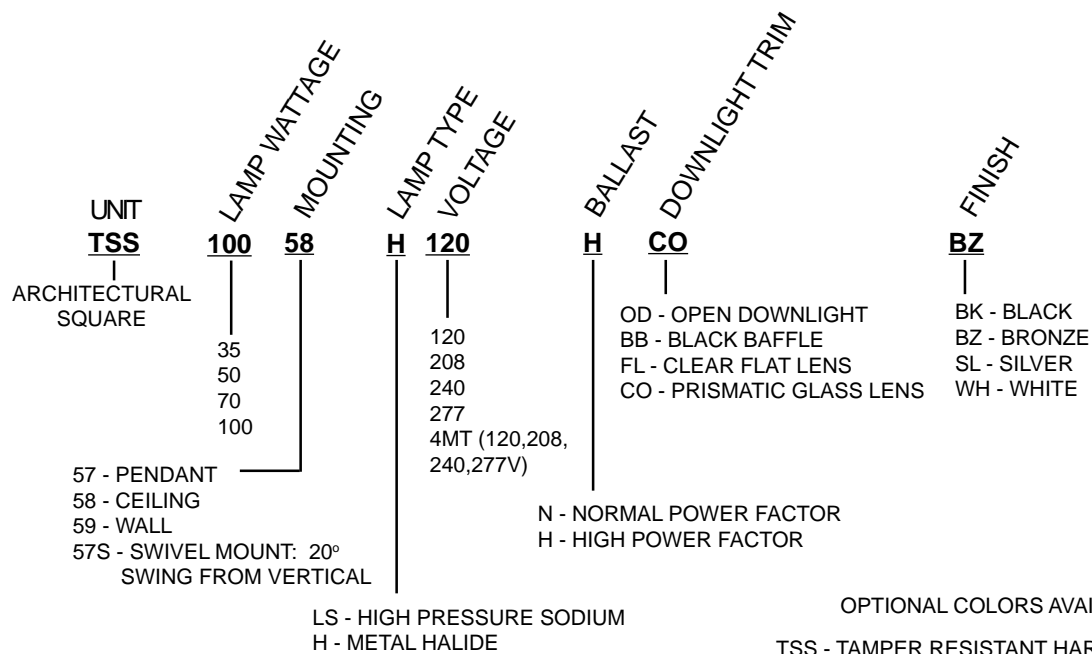 UNIT
LAMP WATTAGE
MOUNTING
LAMP TYPE
VOLTAGE
BALLAST
DOWNLIGHT TRIM
FINISH
TSS 100 58 H 120 H CO BZ
ARCHITECTURAL
SQUARE
35
50
70
100
57 - PENDANT
58 - CEILING
59 - WALL
57S - SWIVEL MOUNT: 20º
SWING FROM VERTICAL
LS - HIGH PRESSURE SODIUM
H - METAL HALIDE
120
208
240
277
4MT (120,208,
240,277V)
N - NORMAL POWER FACTOR
H - HIGH POWER FACTOR
OD - OPEN DOWNLIGHT
BB - BLACK BAFFLE
FL - CLEAR FLAT LENS
CO - PRISMATIC GLASS LENS
BK - BLACK
BZ - BRONZE
SL - SILVER
WH - WHITE
OPTIONAL COLORS
TSS - TAMPER RESISTANT